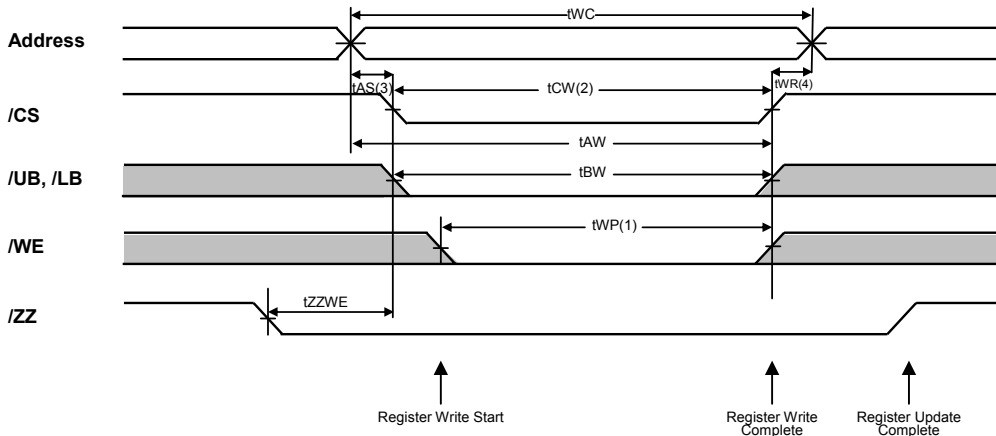 tWC
Address
tAS(3)
tCW(2)
tWR(4)
/CS
tAW
/UB, /LB
tBW
/WE
tWP(1)
/ZZ
tZZWE
Register Write Start
Register Write
Complete
Register Update
Complete